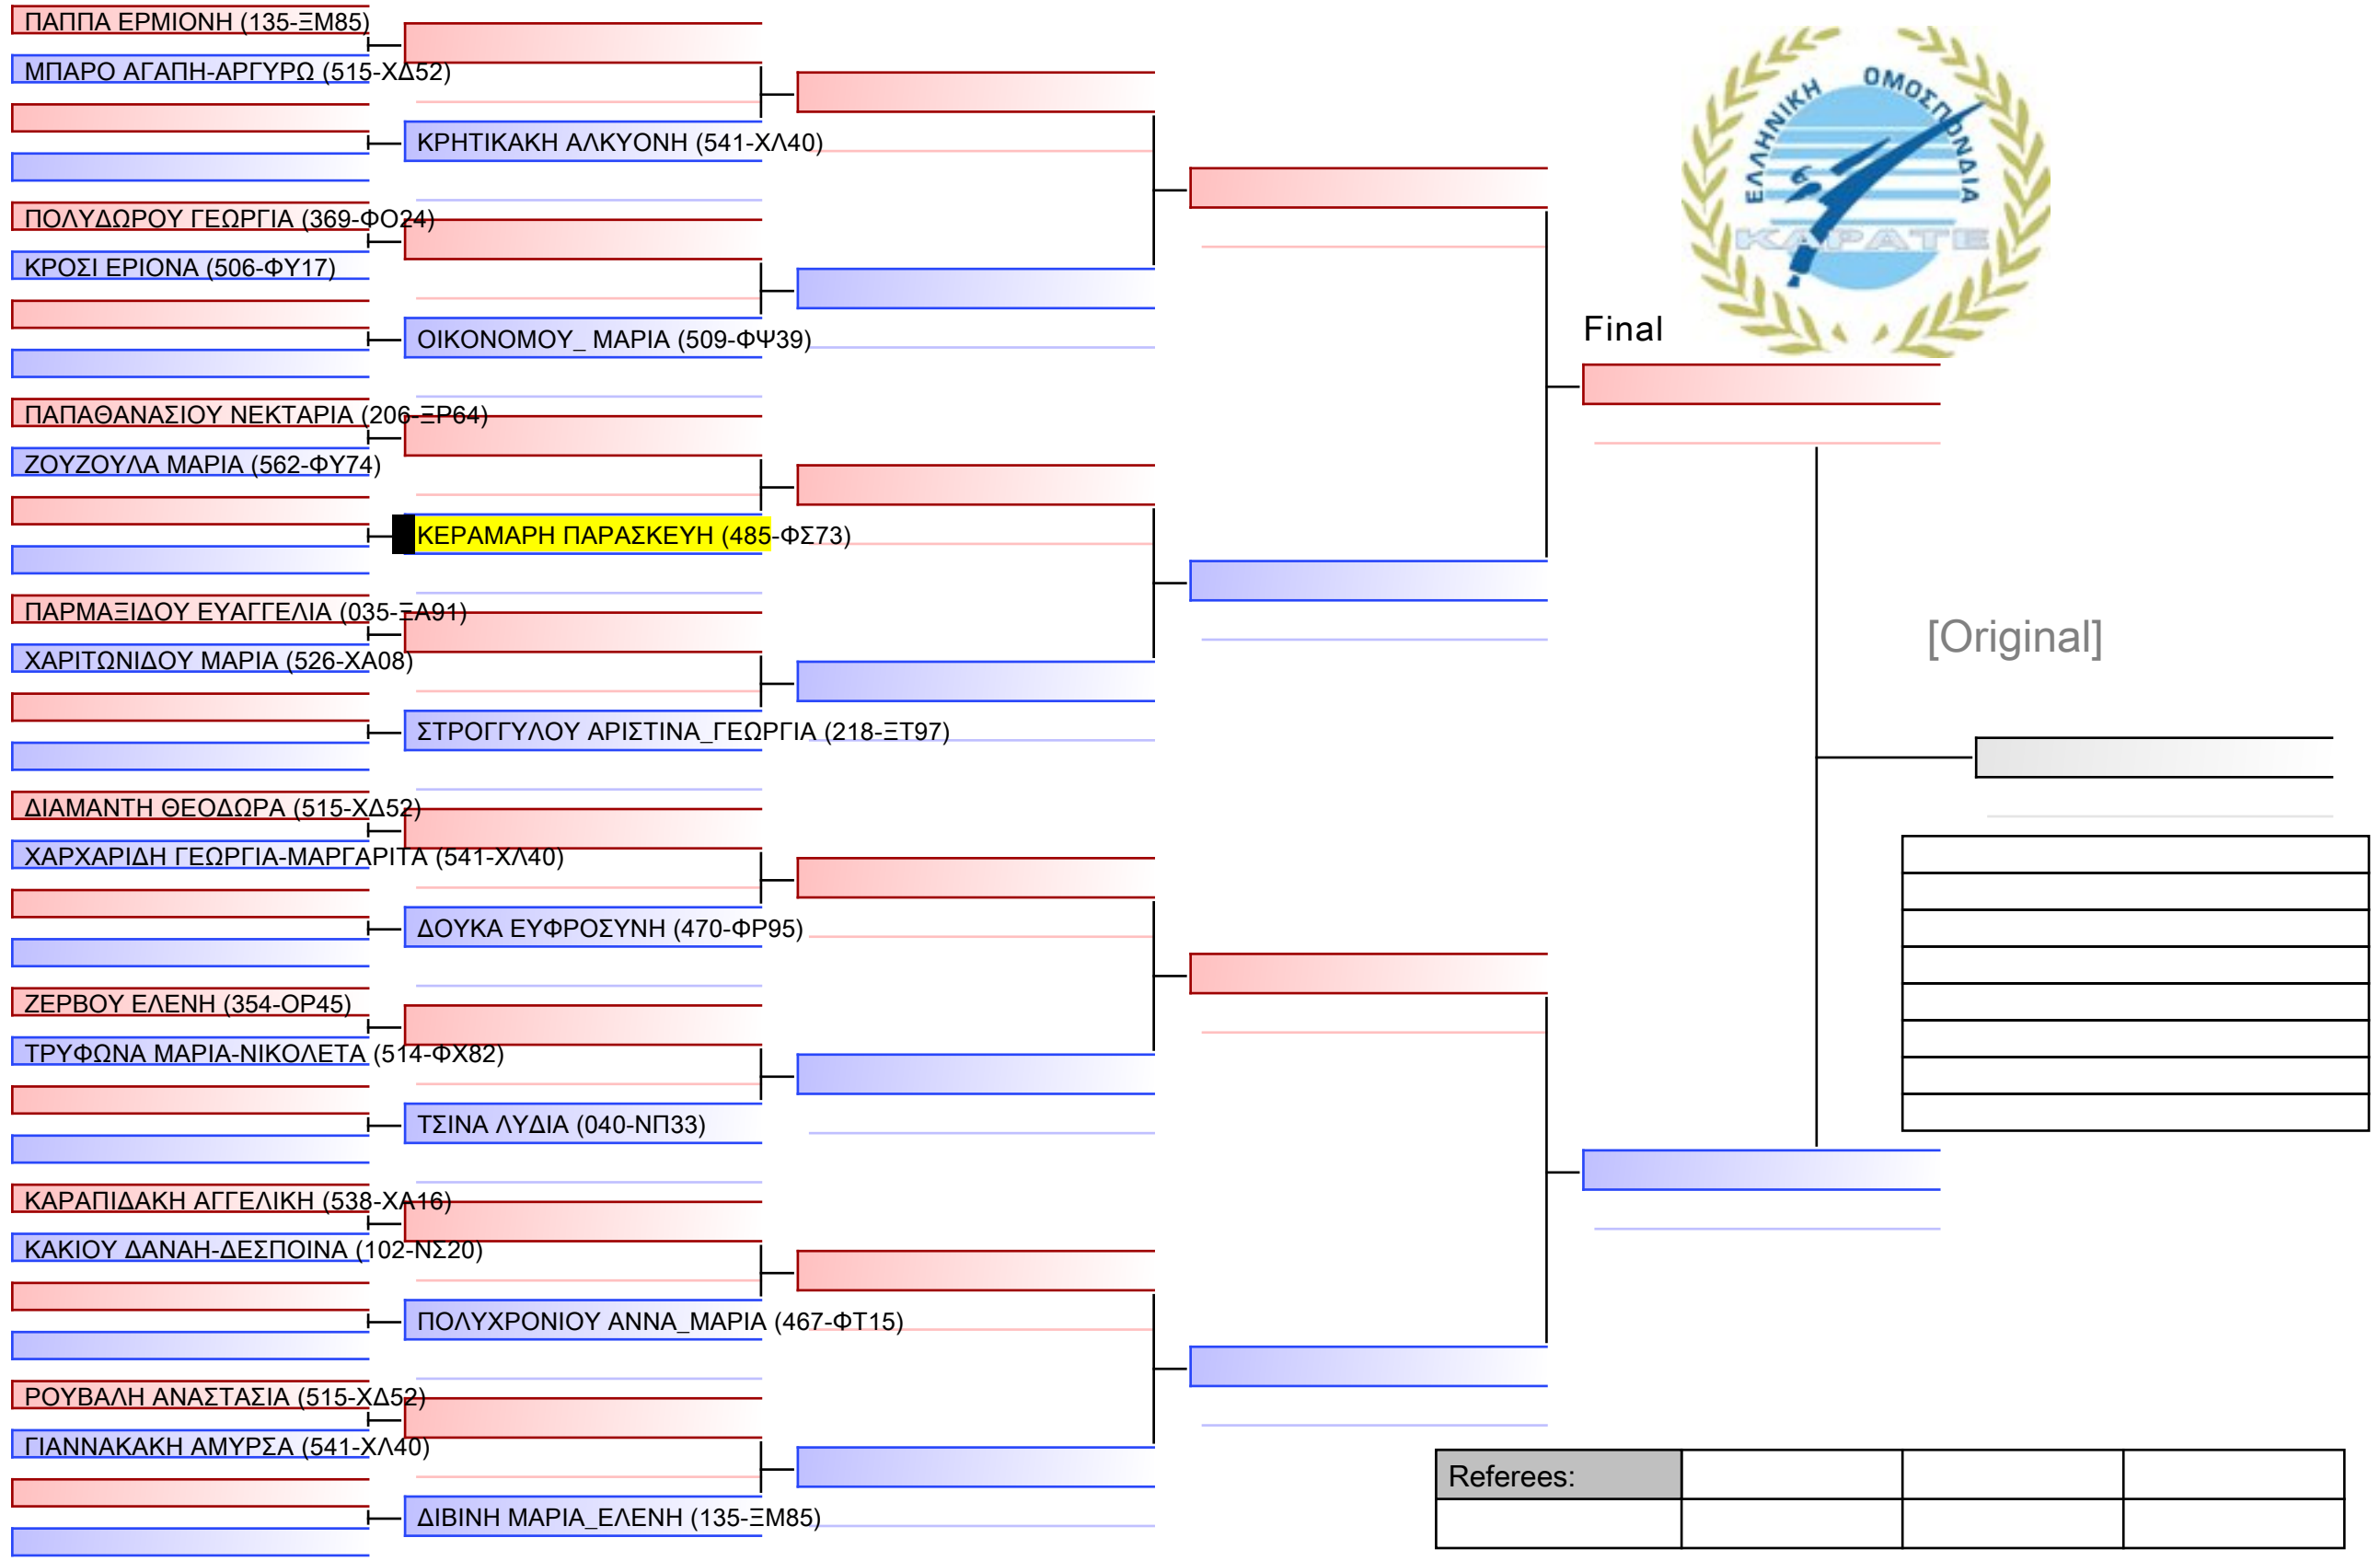 ΠΑΠΠΑ ΕΡΜΙΟΝΗ (135-ΞΜ85)
ΜΠΑΡΟ ΑΓΑΠΗ-ΑΡΓΥΡΩ (515-ΧΔ52)
ΚΡΗΤΙΚΑΚΗ ΑΛΚΥΟΝΗ (541-ΧΛ40)
ΠΟΛΥΔΩΡΟΥ ΓΕΩΡΓΙΑ (369-ΦΟ24)
ΚΡΟΣΙ ΕΡΙΟΝΑ (506-ΦΥ17)
ΟΙΚΟΝΟΜΟΥ_ ΜΑΡΙΑ (509-ΦΨ39)
ΠΑΠΑΘΑΝΑΣΙΟΥ ΝΕΚΤΑΡΙΑ (206-ΞΡ64)
ΖΟΥΖΟΥΛΑ ΜΑΡΙΑ (562-ΦΥ74)
ΚΕΡΑΜΑΡΗ ΠΑΡΑΣΚΕΥΗ (485-ΦΣ73)
ΠΑΡΜΑΞΙΔΟΥ ΕΥΑΓΓΕΛΙΑ (035-ΞΑ91)
ΧΑΡΙΤΩΝΙΔΟΥ ΜΑΡΙΑ (526-ΧΑ08)
ΣΤΡΟΓΓΥΛΟΥ ΑΡΙΣΤΙΝΑ_ΓΕΩΡΓΙΑ (218-ΞΤ97)
ΔΙΑΜΑΝΤΗ ΘΕΟΔΩΡΑ (515-ΧΔ52)
ΧΑΡΧΑΡΙΔΗ ΓΕΩΡΓΙΑ-ΜΑΡΓΑΡΙΤΑ (541-ΧΛ40)
ΔΟΥΚΑ ΕΥΦΡΟΣΥΝΗ (470-ΦΡ95)
ΖΕΡΒΟΥ ΕΛΕΝΗ (354-ΟΡ45)
ΤΡΥΦΩΝΑ ΜΑΡΙΑ-ΝΙΚΟΛΕΤΑ (514-ΦΧ82)
ΤΣΙΝΑ ΛΥΔΙΑ (040-ΝΠ33)
ΚΑΡΑΠΙΔΑΚΗ ΑΓΓΕΛΙΚΗ (538-ΧΑ16)
ΚΑΚΙΟΥ ΔΑΝΑΗ-ΔΕΣΠΟΙΝΑ (102-ΝΣ20)
ΠΟΛΥΧΡΟΝΙΟΥ ΑΝΝΑ_ΜΑΡΙΑ (467-ΦΤ15)
ΡΟΥΒΑΛΗ ΑΝΑΣΤΑΣΙΑ (515-ΧΔ52)
ΓΙΑΝΝΑΚΑΚΗ ΑΜΥΡΣΑ (541-ΧΛ40)
ΔΙΒΙΝΗ ΜΑΡΙΑ_ΕΛΕΝΗ (135-ΞΜ85)
ΕΛΛΗΝΙΚΗ ΟΜΟΣΠΟΝΔΙΑ
ΚΑΡΑΤΕ
Final
[Original]
Referees: